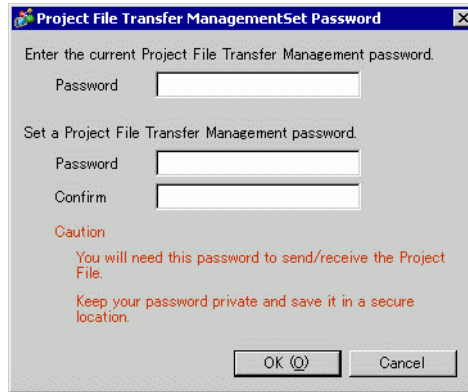 Project File Transfer ManagementSet Password
Enter the current Project File Transfer Management password.
Password
Set a Project File Transfer Management password.
Password
Confirm
Caution
You will need this password to send/receive the Project
File.
Keep your password private and save it in a secure
location.
OK (O) Cancel